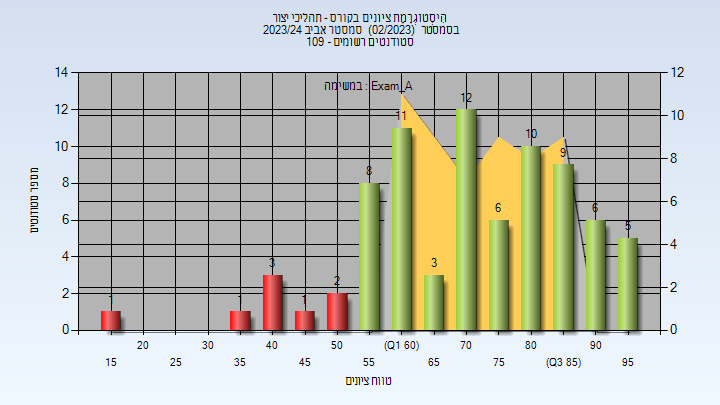 היסטוגרמת ציונים בקורס - תהליכי יצור
בסמסטר (02/2023) סמסטר אביב 2023/24
סטודנטים רשומים - 109
במשימה : Exam_A
מספר סטודנטים
14 12 10 8 6 4 2 0
12 10 8 6 4 2 0
1 1 3 1 2 8 11 3 12 6 10 9 6 5
20 30 40 50 (Q1 60) 70 80 90
15 25 35 45 55 65 75 (Q3 85) 95
טווח ציונים